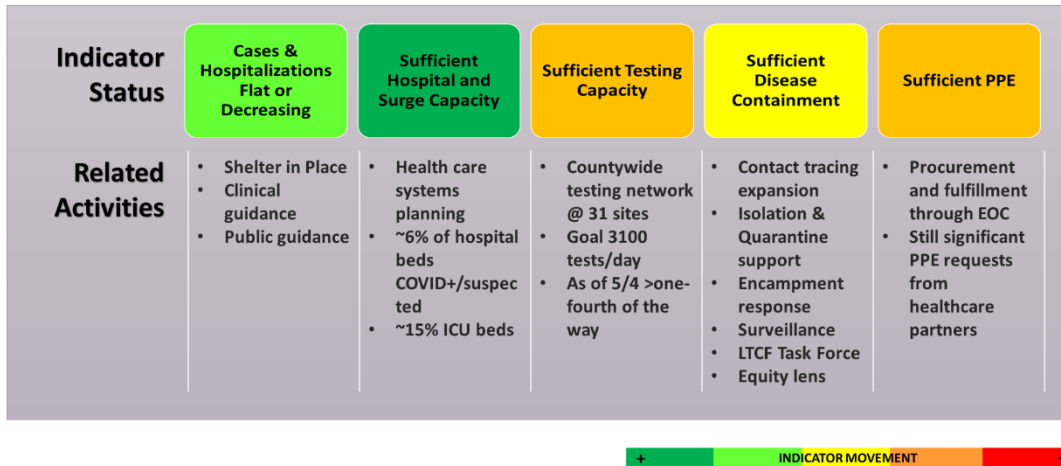 Indicator
Status
Cases &
Hospitalizations
Flat or
Decreasing
Sufficient
Hospital and
Surge Capacity
Sufficient Testing
Capacity
Sufficient
Disease
Containment
Sufficient PPE
Related
Activities
• Shelter in Place
• Clinical
guidance
• Public guidance
• Health care
systems
planning
• ~6% of hospital
beds
COVID+/suspec
ted
• ~15% ICU beds
• Countywide
testing network
@ 31 sites
• Goal 3100
tests/day
• As of 5/4 >one-
fourth of the
way
• Contact tracing
expansion
• Isolation &
Quarantine
support
• Encampment
response
• Surveillance
• LTCF Task Force
• Equity lens
• Procurement
and fulfillment
through EOC
• Still significant
PPE requests
from
healthcare
partners
+ INDICATOR MOVEMENT